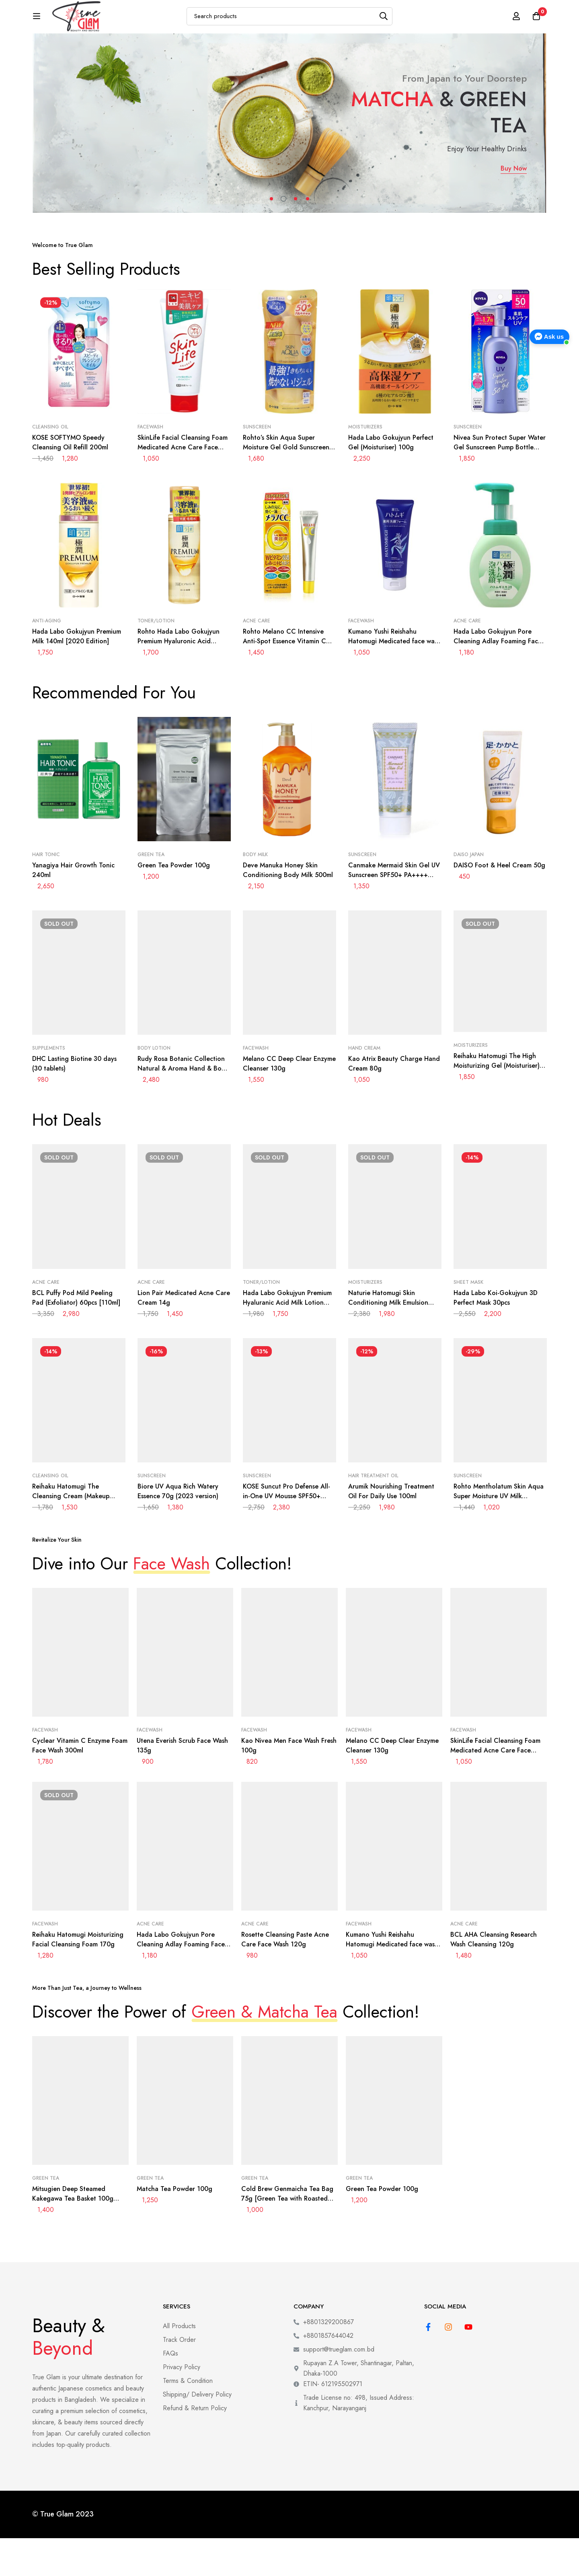 True
GLAM
Search products
0
From Japan to Your Doorstep
MATCHA & GREEN
TEA
Enjoy Your Healthy Drinks
Buy Now
Ask us
Welcome to True Glam
Best Selling Products
-12%
CLEANSING OIL
KOSE SOFTYMO Speedy
Cleansing Oil Refill 200ml
1,450 1,280
FACEWASH
SkinLife Facial Cleansing Foam
Medicated Acne Care Face...
1,050
SUNSCREEN
Rohto's Skin Aqua Super
Moisture Gel Gold Sunscreen...
1,680
MOISTURIZERS
Hada Labo Gokujyun Perfect
Gel (Moisturiser) 100g
2,250
SUNSCREEN
Nivea Sun Protect Super Water
Gel Sunscreen Pump Bottle...
1,850
ANTI-AGING
Hada Labo Gokujyun Premium
Milk 140ml [2020 Edition]
1,750
TONER/LOTION
Rohto Hada Labo Gokujyun
Premium Hyaluronic Acid...
1,700
ACNE CARE
Rohto Melano CC Intensive
Anti-Spot Essence Vitamin C...
1,450
FACEWASH
Kumano Yushi Reishahu
Hatomugi Medicated face wa...
1,050
ACNE CARE
Hada Labo Gokujyun Pore
Cleaning Adlay Foaming Fac...
1,180
Recommended For You
HAIR TONIC
Yanagiya Hair Growth Tonic
240ml
2,650
GREEN TEA
Green Tea Powder 100g
1,200
BODY MILK
Deve Manuka Honey Skin
Conditioning Body Milk 500ml
2,150
SUNSCREEN
Canmake Mermaid Skin Gel UV
Sunscreen SPF50+ PA++++...
1,350
DAISO JAPAN
DAISO Foot & Heel Cream 50g
450
SOLD OUT
SUPPLEMENTS
DHC Lasting Biotine 30 days
(30 tablets)
980
BODY LOTION
Rudy Rosa Botanic Collection
Natural & Aroma Hand & Bo...
2,480
FACEWASH
Melano CC Deep Clear Enzyme
Cleanser 130g
1,550
HAND CREAM
Kao Atrix Beauty Charge Hand
Cream 80g
1,050
SOLD OUT
MOISTURIZERS
Reihaku Hatomugi The High
Moisturizing Gel (Moisturiser)...
1,850
Hot Deals
SOLD OUT
ACNE CARE
BCL Puffy Pod Mild Peeling
Pad (Exfoliator) 60pcs [110ml]
3,350 2,980
SOLD OUT
ACNE CARE
Lion Pair Medicated Acne Care
Cream 14g
1,750 1,450
SOLD OUT
TONER/LOTION
Hada Labo Gokujyun Premium
Hyaluronic Acid Milk Lotion...
1,980 1,750
SOLD OUT
MOISTURIZERS
Naturie Hatomugi Skin
Conditioning Milk Emulsion...
2,380 1,980
-14%
SHEET MASK
Hada Labo Koi-Gokujyun 3D
Perfect Mask 30pcs
2,550 2,200
-14%
CLEANSING OIL
Reihaku Hatomugi The
Cleansing Cream (Makeup...
1,780 1,530
-16%
SUNSCREEN
Biore UV Aqua Rich Watery
Essence 70g (2023 version)
1,650 1,380
-13%
SUNSCREEN
KOSE Suncut Pro Defense All-
in-One UV Mousse SPF50+...
2,750 2,380
-12%
HAIR TREATMENT OIL
Arumik Nourishing Treatment
Oil For Daily Use 100ml
2,250 1,980
-29%
SUNSCREEN
Rohto Mentholatum Skin Aqua
Super Moisture UV Milk...
1,440 1,020
Revitalize Your Skin
Dive into Our Face Wash Collection!
FACEWASH
Cyclear Vitamin C Enzyme Foam
Face Wash 300ml
1,780
FACEWASH
Utena Everish Scrub Face Wash
135g
900
FACEWASH
Kao Nivea Men Face Wash Fresh
100g
820
FACEWASH
Melano CC Deep Clear Enzyme
Cleanser 130g
1,550
FACEWASH
SkinLife Facial Cleansing Foam
Medicated Acne Care Face...
1,050
SOLD OUT
FACEWASH
Reihaku Hatomugi Moisturizing
Facial Cleansing Foam 170g
1,280
ACNE CARE
Hada Labo Gokujyun Pore
Cleaning Adlay Foaming Face...
1,180
ACNE CARE
Rosette Cleansing Paste Acne
Care Face Wash 120g
980
FACEWASH
Kumano Yushi Reishahu
Hatomugi Medicated face was...
1,050
ACNE CARE
BCL AHA Cleansing Research
Wash Cleansing 120g
1,480
More Than Just Tea, a Journey to Wellness
Discover the Power of Green & Matcha Tea Collection!
GREEN TEA
Mitsugien Deep Steamed
Kakegawa Tea Basket 100g...
1,400
GREEN TEA
Matcha Tea Powder 100g
1,250
GREEN TEA
Cold Brew Genmaicha Tea Bag
75g [Green Tea with Roasted...
1,000
GREEN TEA
Green Tea Powder 100g
1,200
Beauty &
Beyond
True Glam is your ultimate destination for
authentic Japanese cosmetics and beauty
products in Bangladesh. We specialize in
curating a premium selection of cosmetics,
skincare, & beauty items sourced directly
from Japan. Our carefully curated collection
includes top-quality products.
SERVICES
All Products
Track Order
FAQs
Privacy Policy
Terms & Condition
Shipping/ Delivery Policy
Refund & Return Policy
COMPANY
+8801329200867
+8801857644042
support@trueglam.com.bd
Rupayan Z.A Tower, Shantinagar, Paltan,
Dhaka-1000
ETIN- 612195502971
Trade License no: 498, Issued Address:
Kanchpur, Narayanganj
SOCIAL MEDIA
© True Glam 2023